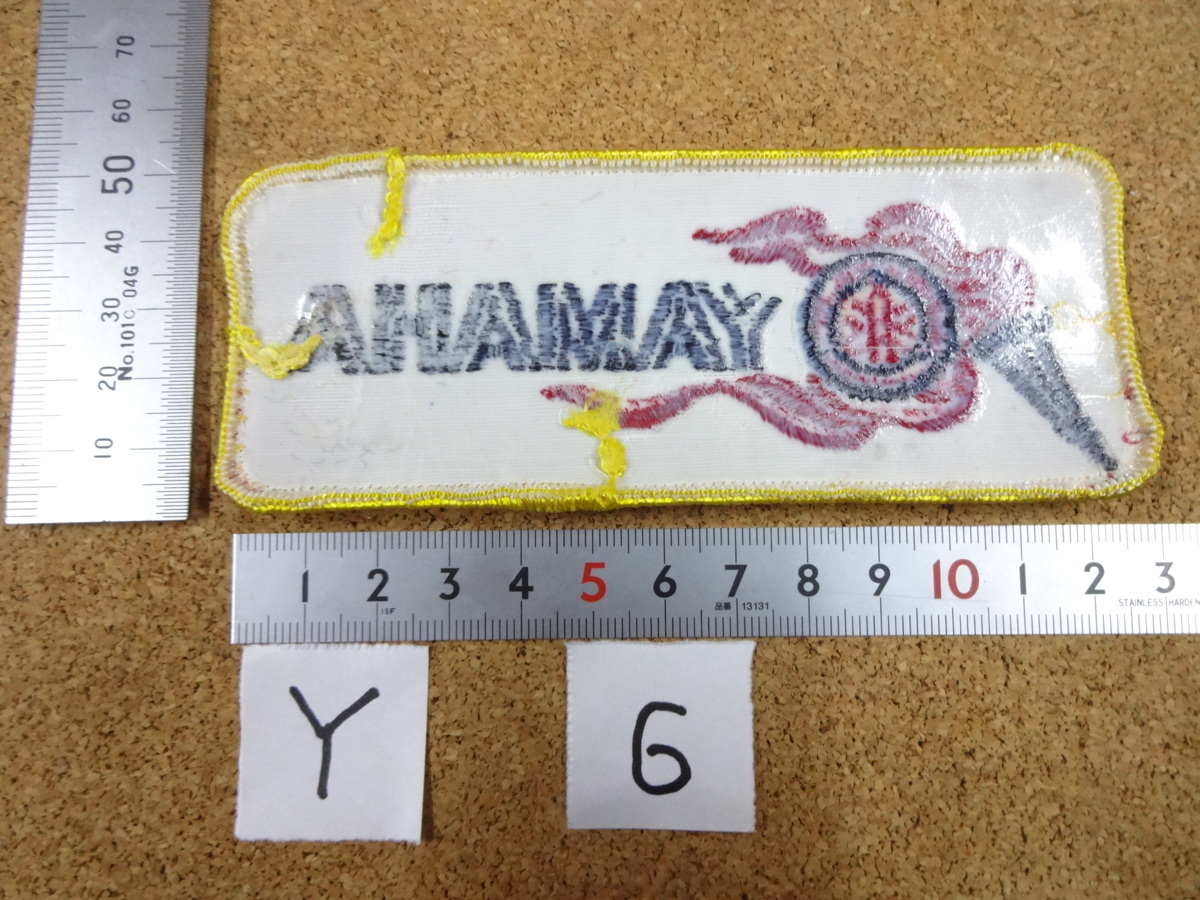 70
60
50
40
30
20
10
No.101C 04G
AHAMAY
1 2 3 4 5 6 7 8 9 10 1 2 3
ISF
品番 13131
STAINLESS HARDEN
Y 6